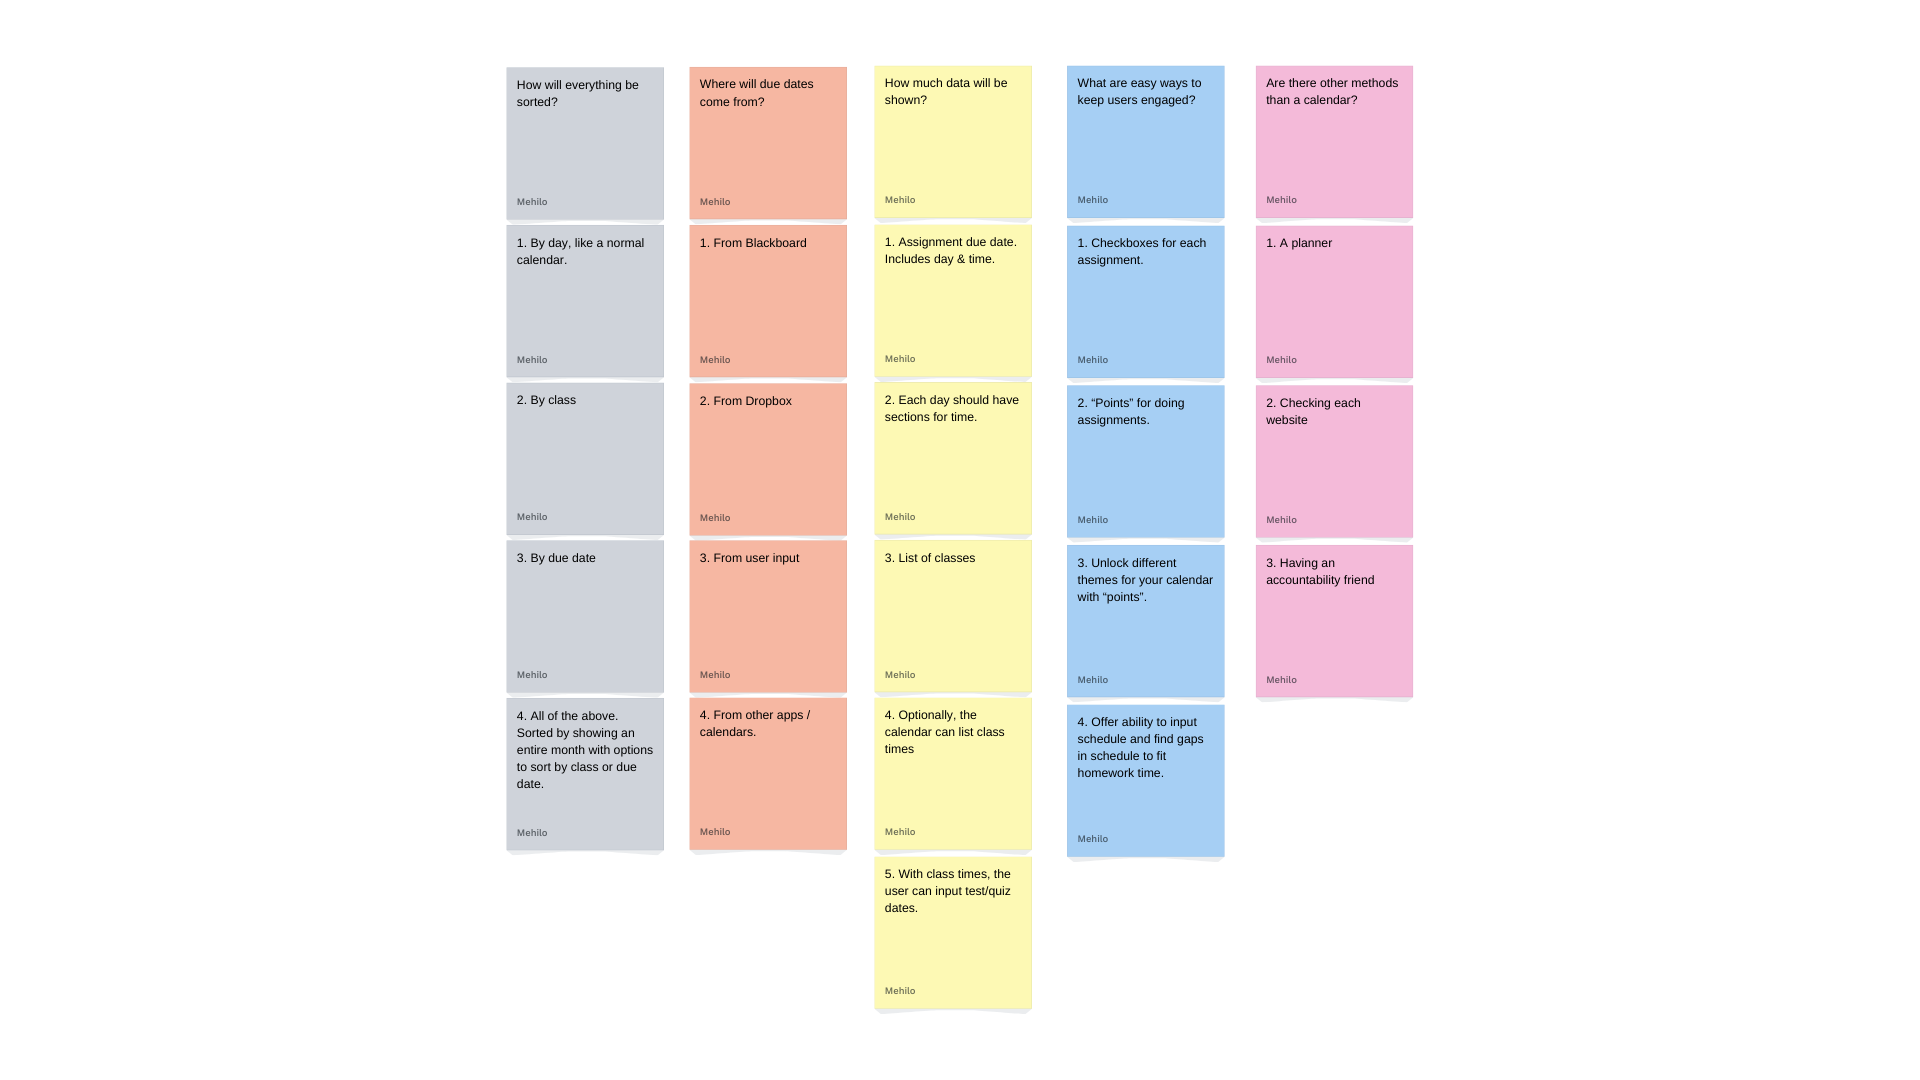 How will everything be
sorted?
Mehilo
1. By day, like a normal
calendar.
Mehilo
2. By class
Mehilo
3. By due date
Mehilo
4. All of the above.
Sorted by showing an
entire month with options
to sort by class or due
date.
Mehilo
Where will due dates
come from?
Mehilo
1. From Blackboard
Mehilo
2. From Dropbox
Mehilo
3. From user input
Mehilo
4. From other apps /
calendars.
Mehilo
How much data will be
shown?
Mehilo
1. Assignment due date.
Includes day & time.
Mehilo
2. Each day should have
sections for time.
Mehilo
3. List of classes
Mehilo
4. Optionally, the
calendar can list class
times
Mehilo
5. With class times, the
user can input test/quiz
dates.
Mehilo
What are easy ways to
keep users engaged?
Mehilo
1. Checkboxes for each
assignment.
Mehilo
2. “Points” for doing
assignments.
Mehilo
3. Unlock different
themes for your calendar
with “points”.
Mehilo
4. Offer ability to input
schedule and find gaps
in schedule to fit
homework time.
Mehilo
Are there other methods
than a calendar?
Mehilo
1. A planner
Mehilo
2. Checking each
website
Mehilo
3. Having an
accountability friend
Mehilo